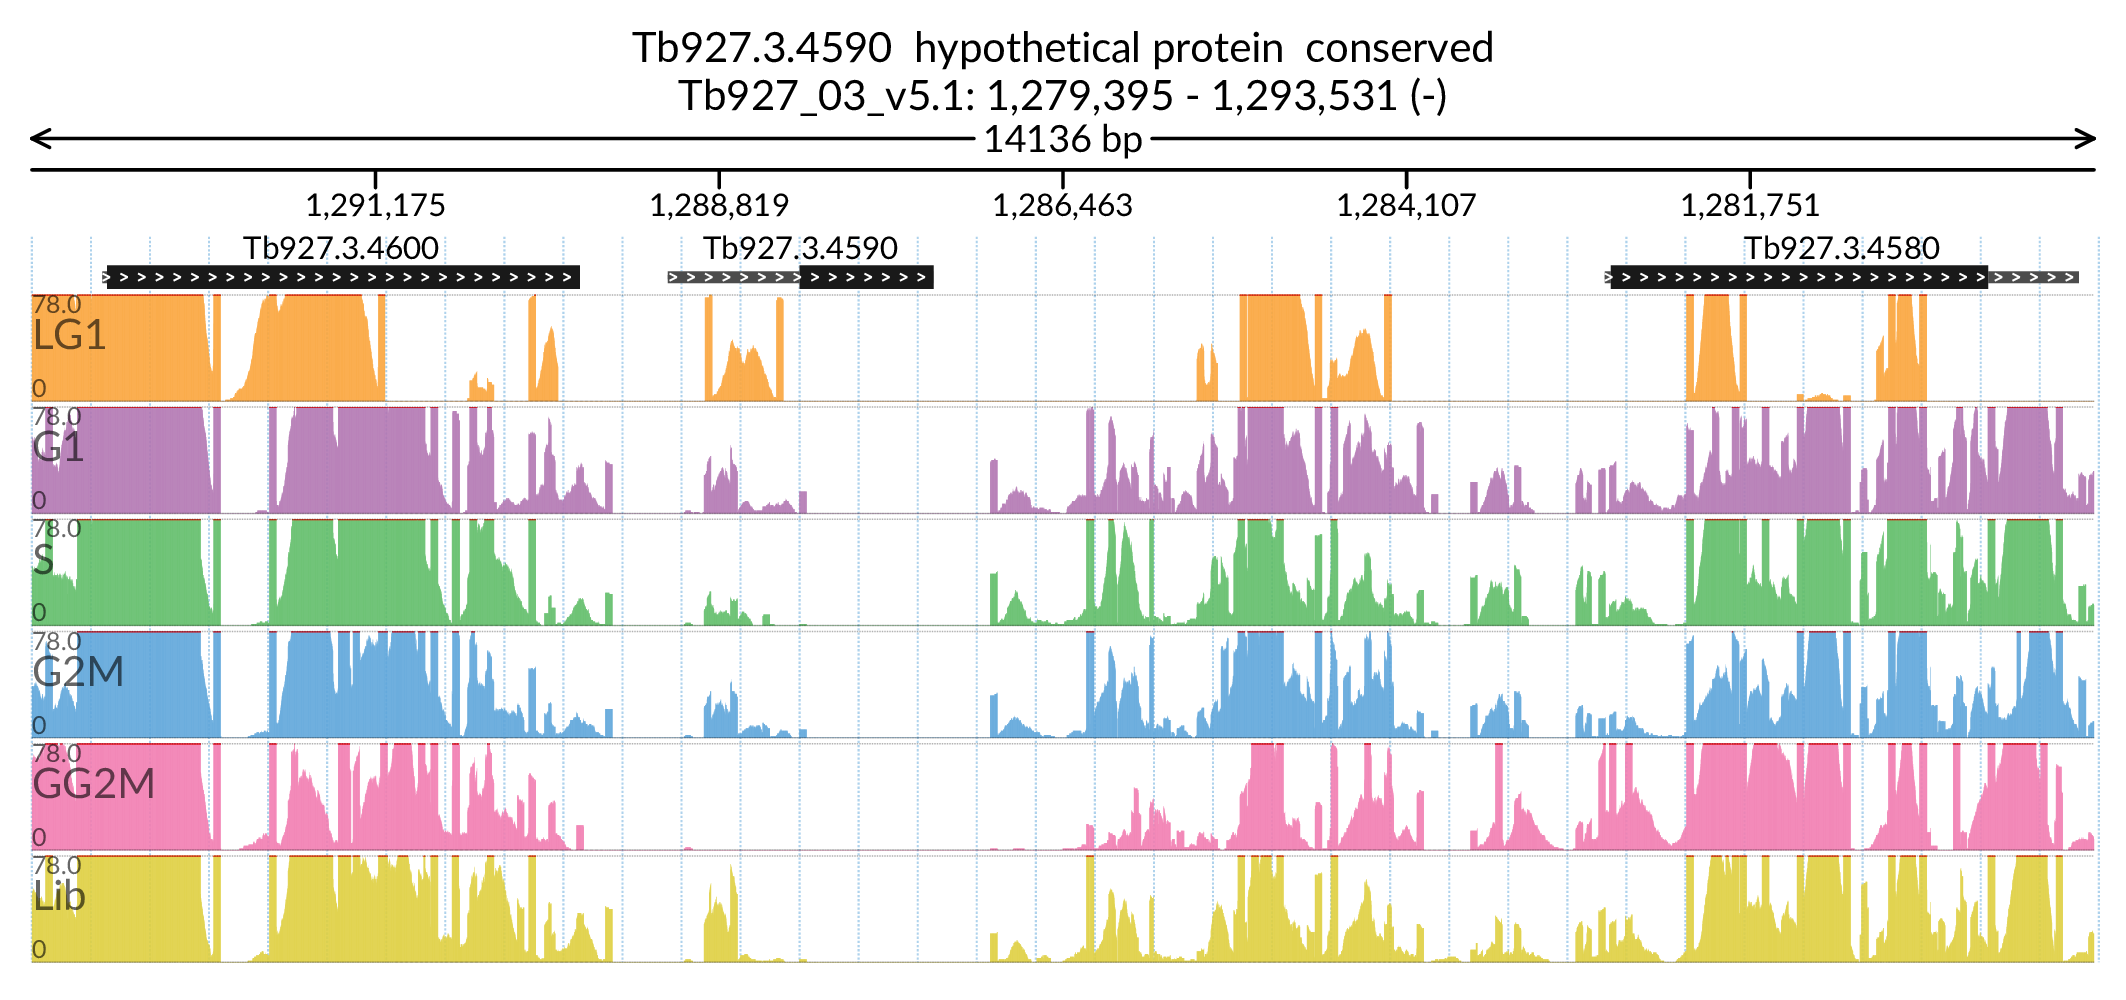 Tb927.3.4590 hypothetical protein conserved
Tb927_03_v5.1: 1,279,395 - 1,293,531 (-)
14136 bp
1,291,175 1,288,819 1,286,463 1,284,107 1,281,751
Tb927.3.4600 Tb927.3.4590 Tb927.3.4580
78.0
LG1
0
78.0
G1
0
78.0
S
0
78.0
G2M
0
78.0
GG2M
0
78.0
Lib
0